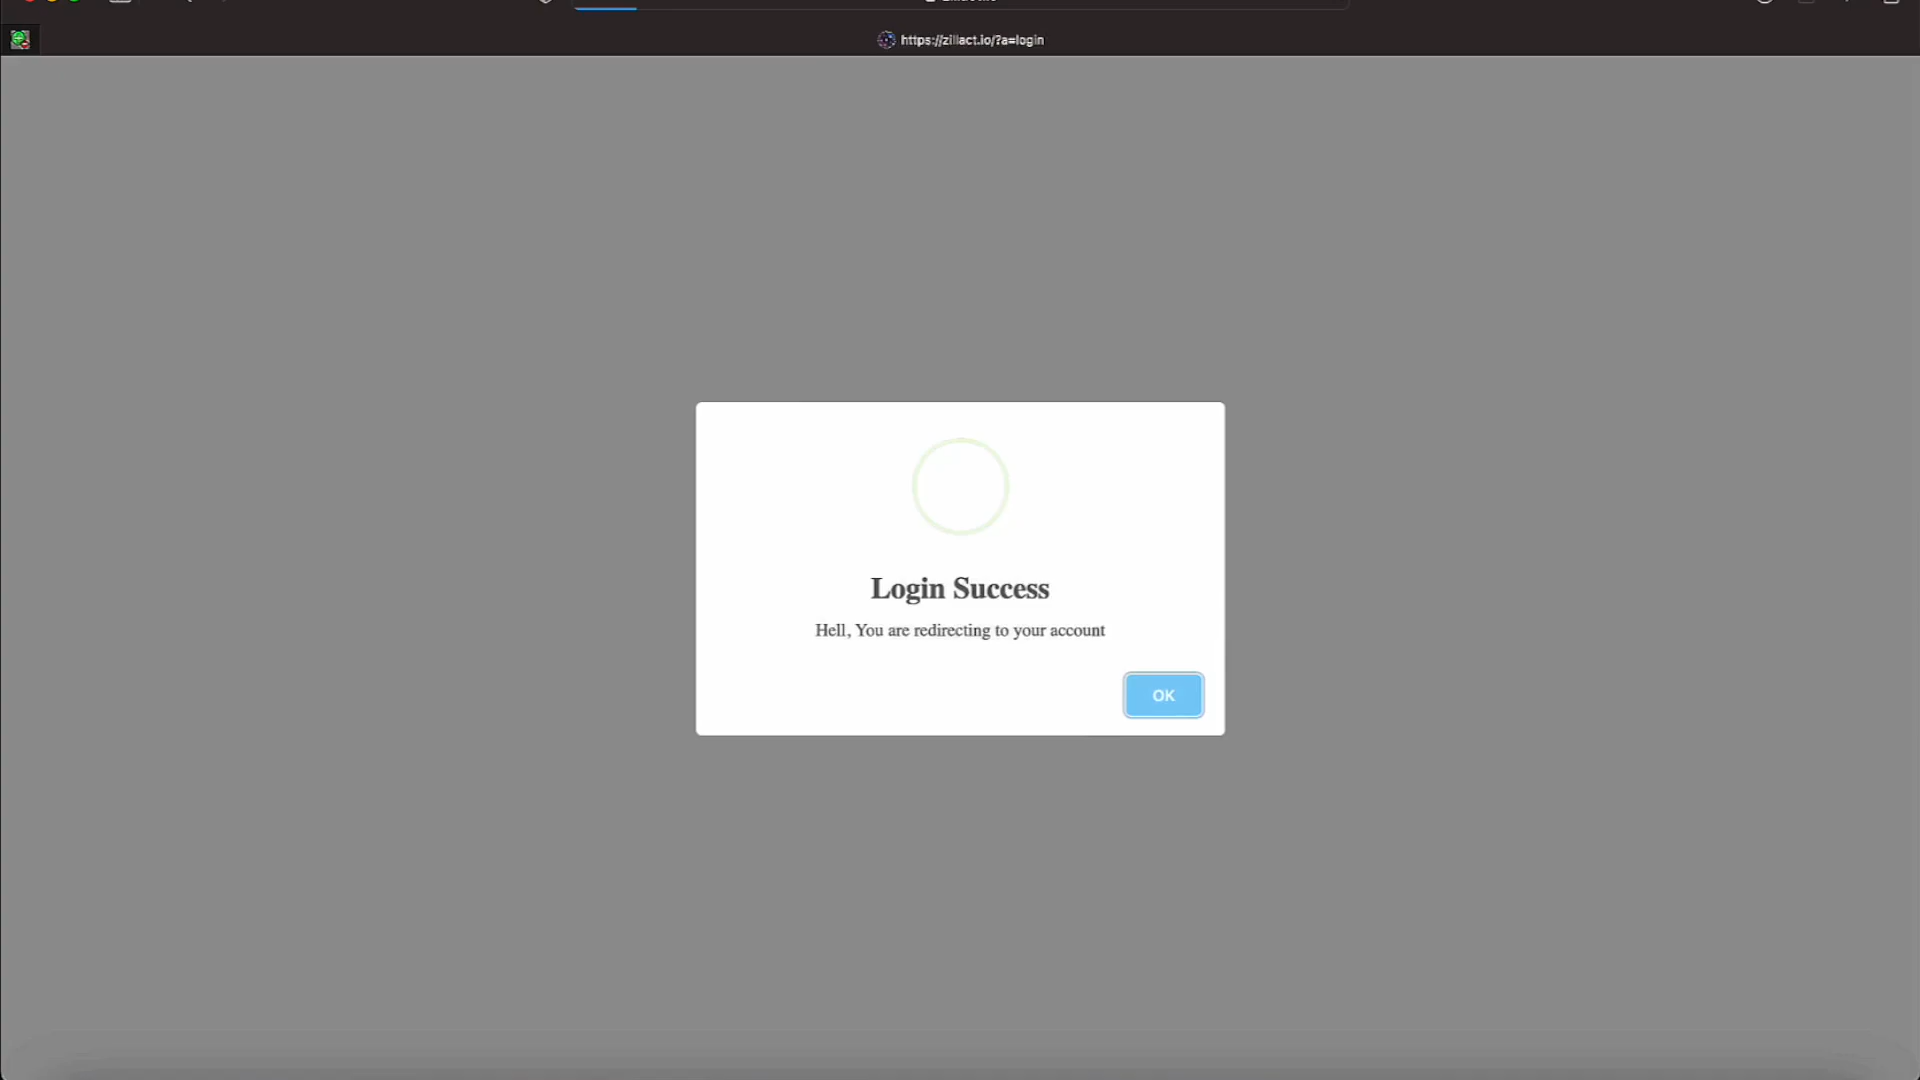 https://zillact.io/?a=login
Login Success
Hell, You are redirecting to your account
OK